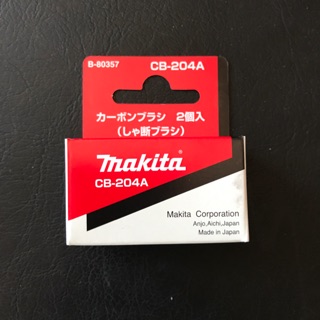 B-80357
CB-204A
カーボンブラシ 2個入
(しゃ断ブラシ)
makita
CB-204A
Makita Corporation
Anjo,Aichi,Japan
Made in Japan